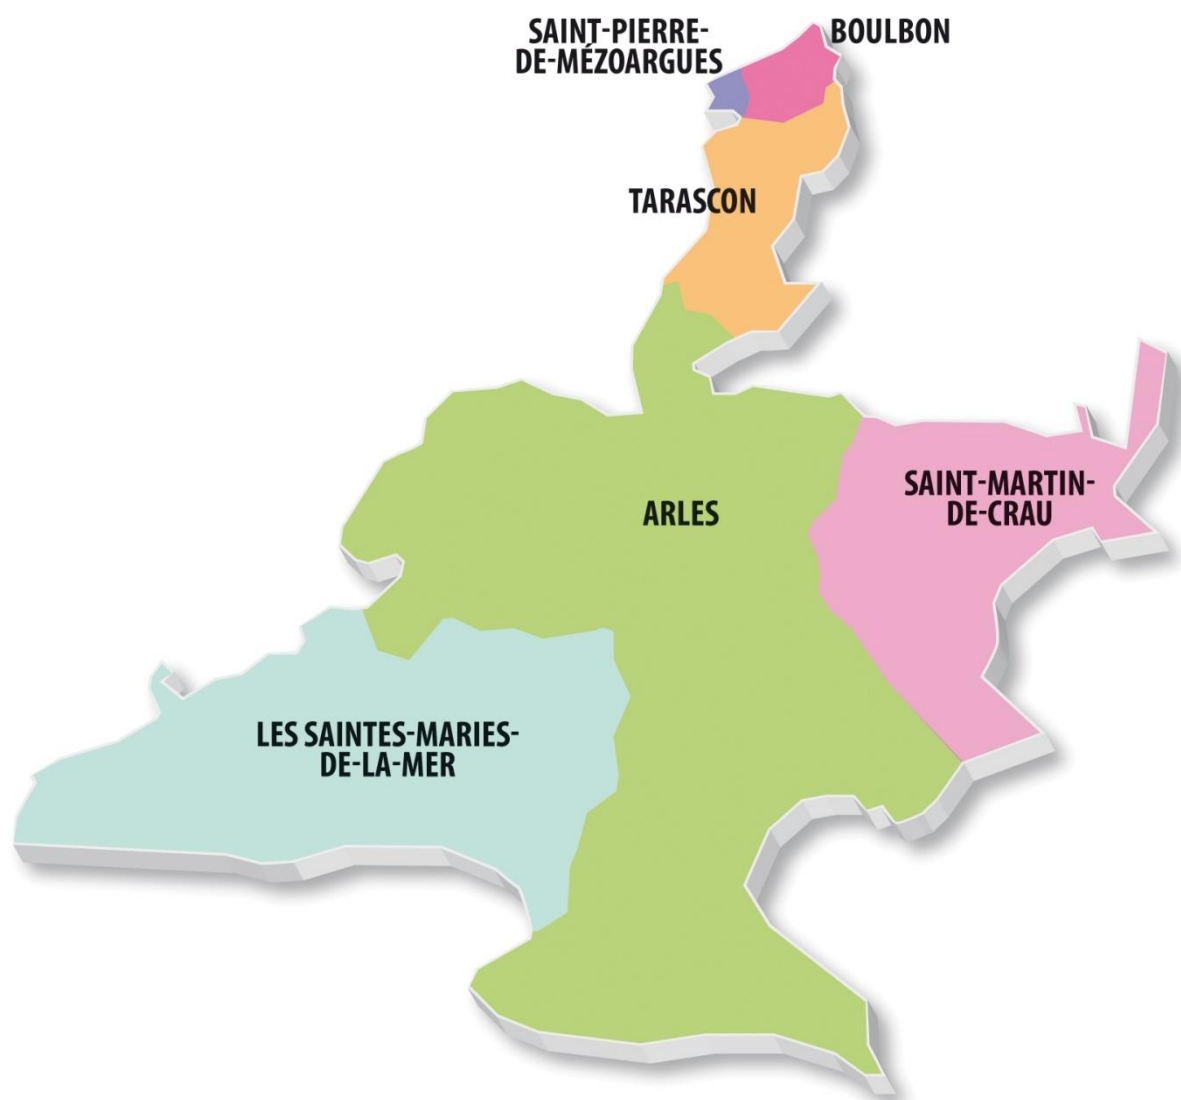 SAINT-PIERRE-
DE-MÉZOARGUES
BOULBON
TARASCON
SAINT-MARTIN-
DE-CRAU
ARLES
LES SAINTES-MARIES-
DE-LA-MER